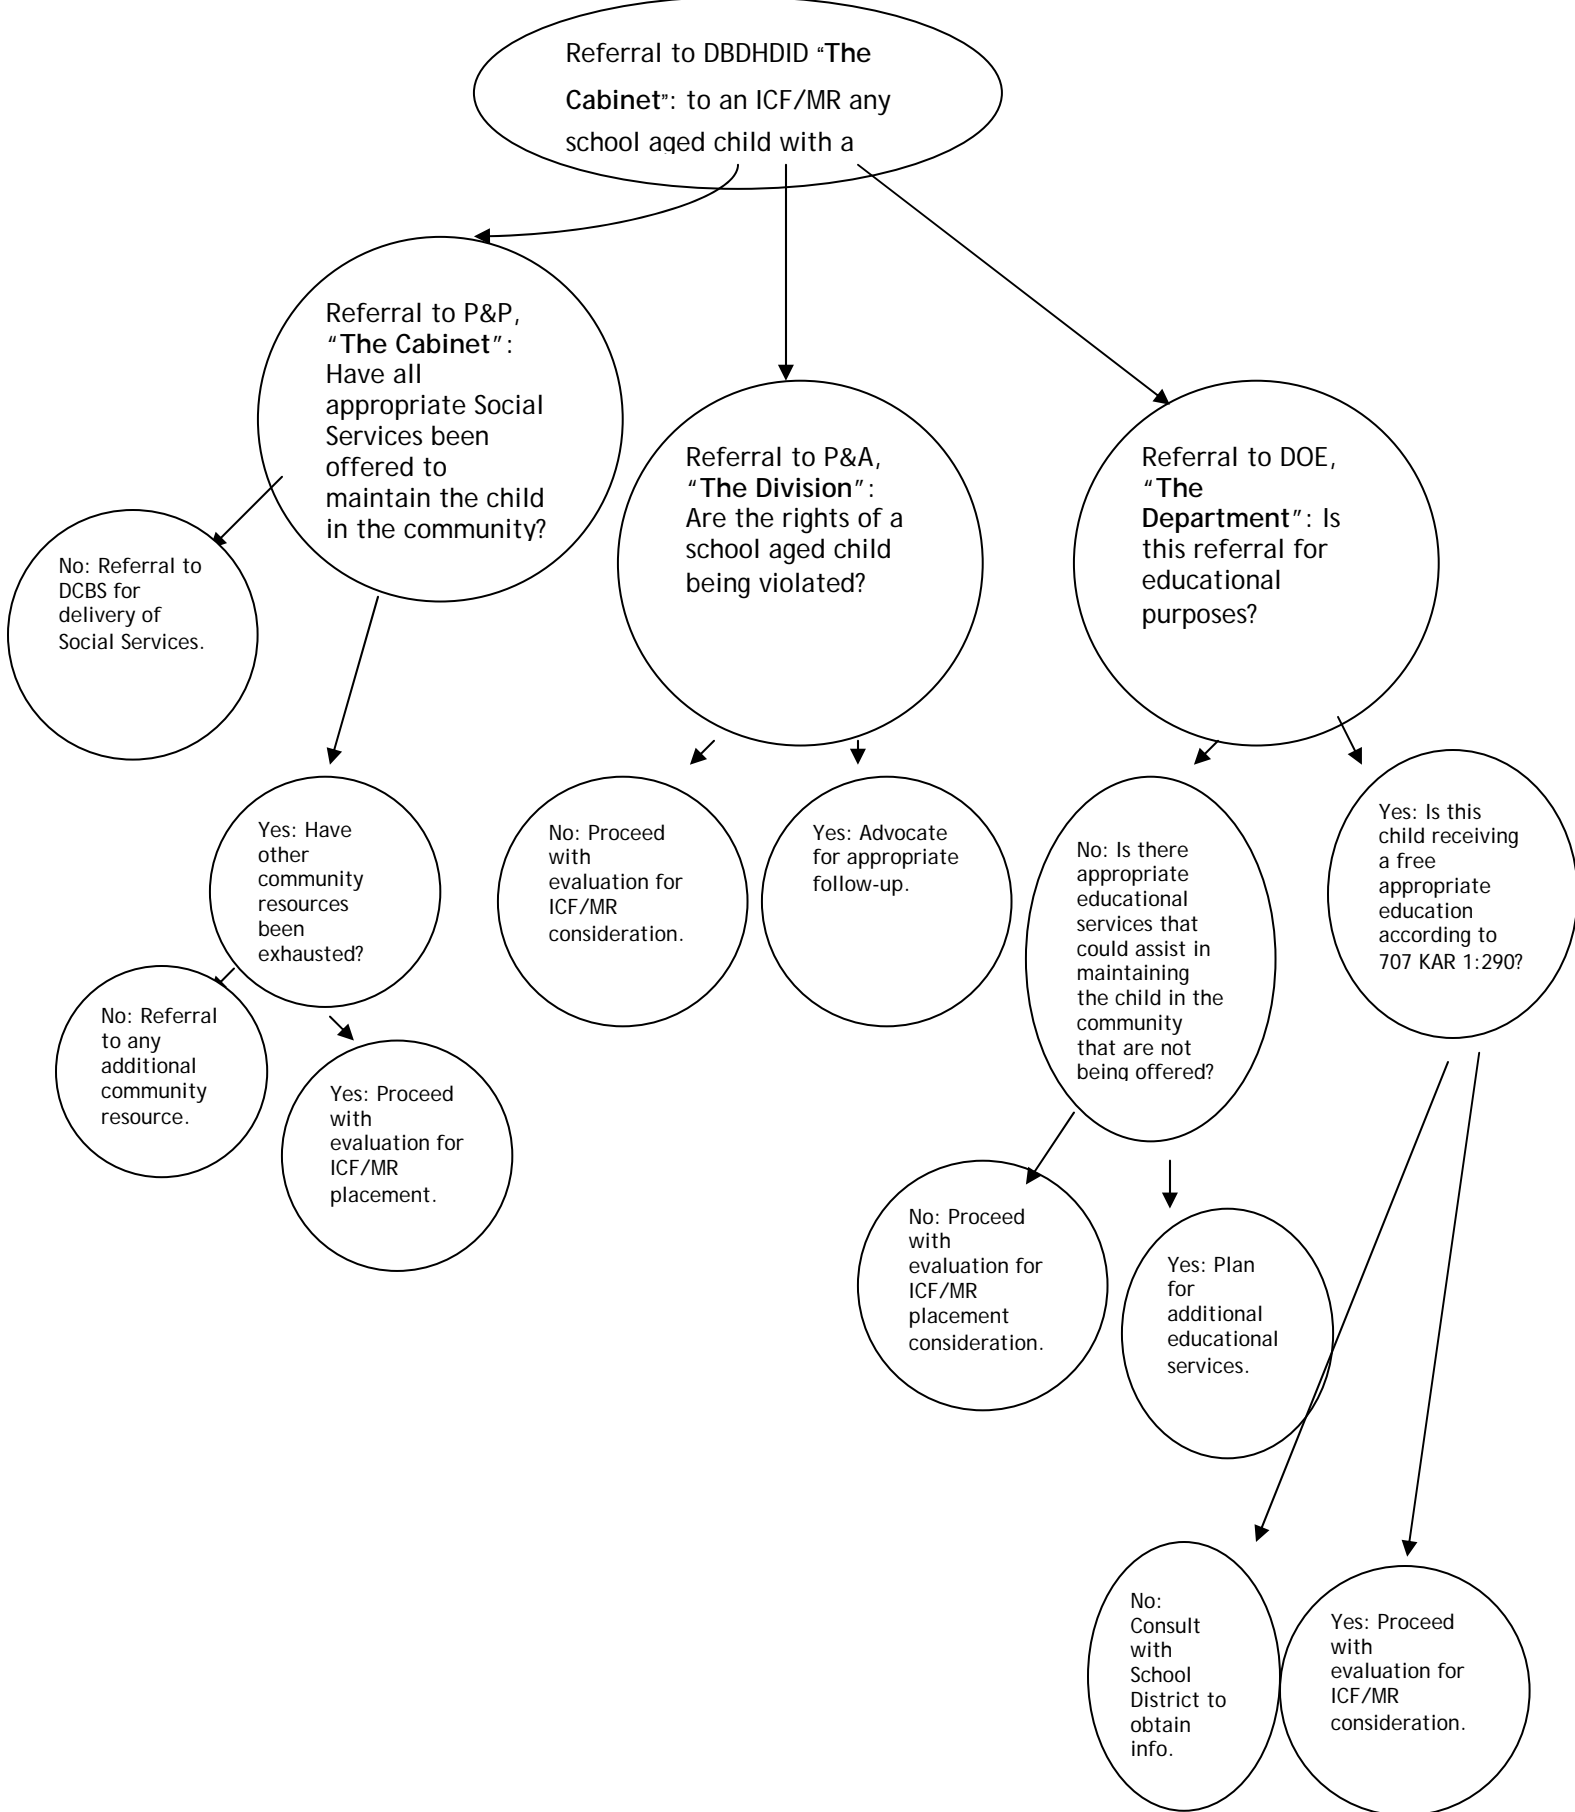 Referral to DBDHDID “The
Cabinet”: to an ICF/MR any
school aged child with a
Referral to P&P,
“The Cabinet”:
Have all
appropriate Social
Services been
offered to
maintain the child
in the community?
Referral to P&A,
“The Division”:
Are the rights of a
school aged child
being violated?
Referral to DOE,
“The
Department”: Is
this referral for
educational
purposes?
No: Referral to
DCBS for
delivery of
Social Services.
Yes: Have
other
community
resources
been
exhausted?
No: Proceed
with
evaluation for
ICF/MR
consideration.
Yes: Advocate
for appropriate
follow-up.
No: Is there
appropriate
educational
services that
could assist in
maintaining
the child in the
community
that are not
being offered?
Yes: Is this
child receiving
a free
appropriate
education
according to
707 KAR 1:290?
No: Referral
to any
additional
community
resource.
Yes: Proceed
with
evaluation for
ICF/MR
placement.
No: Proceed
with
evaluation for
ICF/MR
placement
consideration.
Yes: Plan
for
additional
educational
services.
No:
Consult
with
School
District to
obtain
info.
Yes: Proceed
with
evaluation for
ICF/MR
consideration.